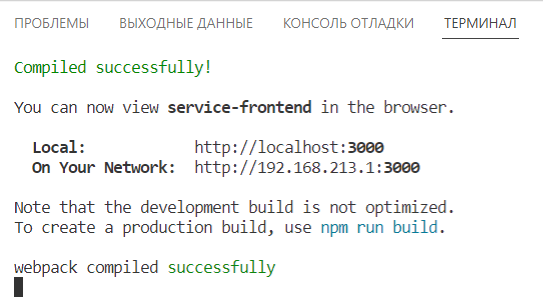 ПРОБЛЕМЫ ВЫХОДНЫЕ ДАННЫЕ КОНСОЛЬ ОТЛАДКИ ТЕРМИНАЛ
Compiled successfully!
You can now view service-frontend in the browser.
Local: http://localhost:3000
On Your Network: http://192.168.213.1:3000
Note that the development build is not optimized.
To create a production build, use npm run build.
webpack compiled successfully